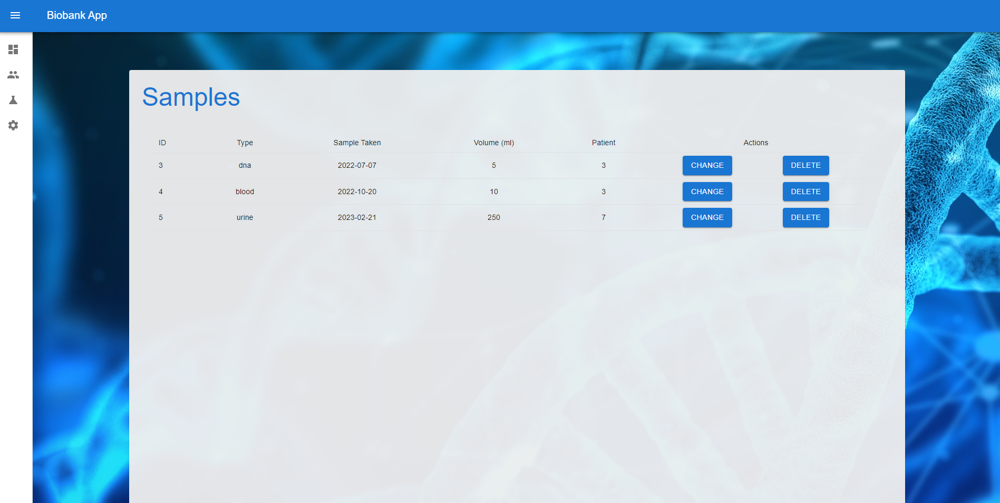 Biobank App
Samples
ID Type Sample Taken Volume (ml) Patient Actions
3 dna 2022-07-07 5 3 CHANGE DELETE
4 blood 2022-10-20 10 3 CHANGE DELETE
5 urine 2023-02-21 250 7 CHANGE DELETE